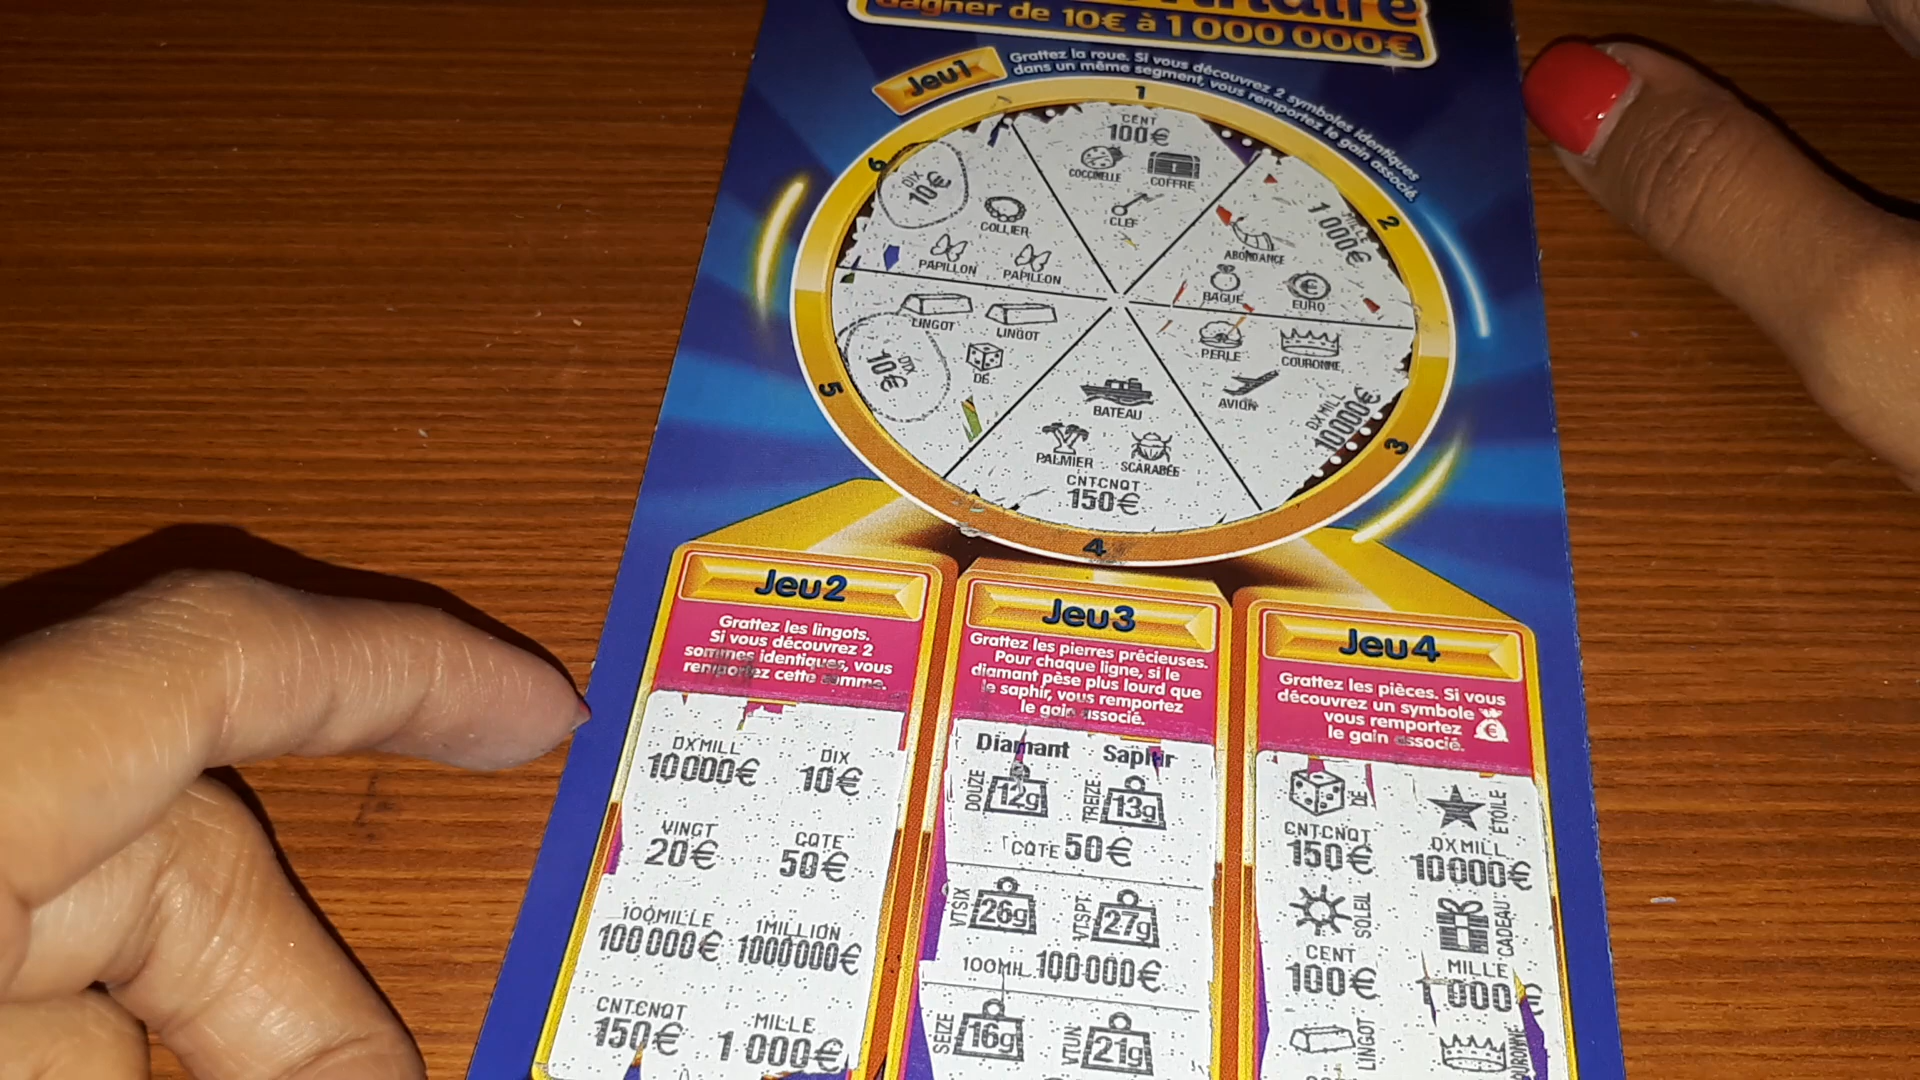 Gagner de 10€ à 1 000 000€
Jeu1
Grattez la roue. Si vous découvrez 2 symboles identiques
dans un même segment, vous remportez le gain associé.
1
CENT
100€
COCCINELLE
COFFRE
CLEF
2
MILLE
1 000€
ABONDANCE
BAGUE
EURO
3
PERLE
COURONNE
AVION
DXMILL
10000€
4
BATEAU
PALMIER
SCARABÉE
CNTCNQT
150€
5
LINGOT
LINGOT
DIX
10€
DÉ
6
DIX
10€
COLLIER
PAPILLON
PAPILLON
Jeu2
Grattez les lingots.
Si vous découvrez 2
sommes identiques, vous
remportez cette somme.
DXMILL DIX
10000€ 10€
VINGT CQTE
20€ 50€
100MILLE 1MILLION
100000€ 1000000€
CNTCNQT MILLE
150€ 1 000€
Jeu3
Grattez les pierres précieuses.
Pour chaque ligne, si le
diamant pèse plus lourd que
le saphir, vous remportez
le gain associé.
Diamant Saphir
DOUZE 12g TREIZE 13g
CQTE 50€
VTSIX 26g VTSPT 27g
100MIL 100000€
SEIZE 16g VTUN 21g
Jeu4
Grattez les pièces. Si vous
découvrez un symbole €
vous remportez
le gain associé.
DÉ ÉTOILE
CNTCNQT DXMILL
150€ 10000€
SOLEIL CADEAU
CENT MILLE
100€ 1 000€
LINGOT